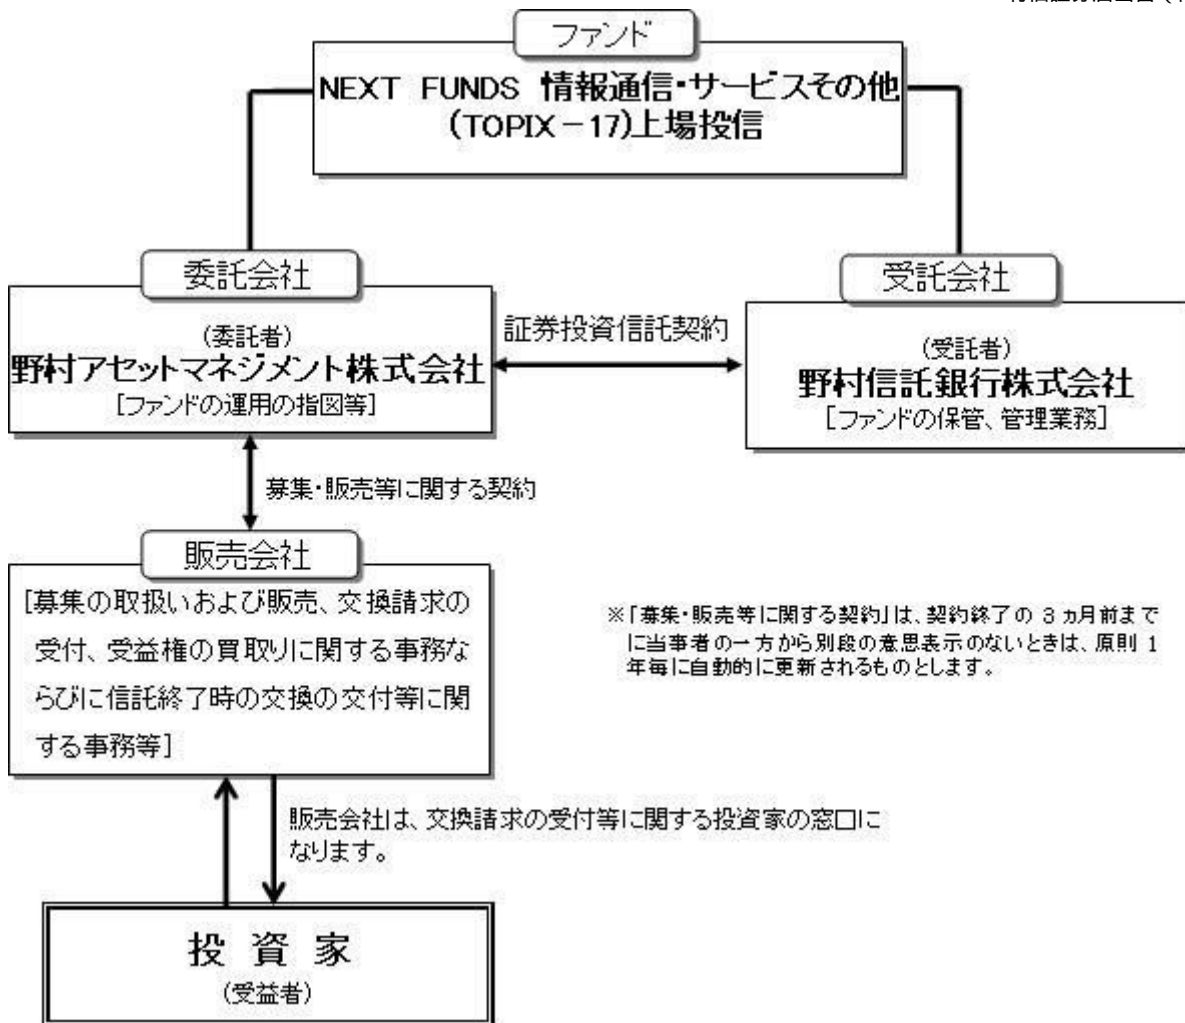 ファンド
NEXT FUNDS 情報通信・サービスその他
(TOPIX－17)上場投信
委託会社
(委託者)
野村アセットマネジメント株式会社
[ファンドの運用の指図等]
証券投資信託契約
受託会社
(受託者)
野村信託銀行株式会社
[ファンドの保管、管理業務]
募集・販売等に関する契約
販売会社
[募集の取扱いおよび販売、交換請求の
受付、受益権の買取りに関する事務な
らびに信託終了時の交換の交付等に関
する事務等]
※「募集・販売等に関する契約」は、契約終了の 3 ヵ月前まで
に当事者の一方から別段の意思表示のないときは、原則 1
年毎に自動的に更新されるものとします。
販売会社は、交換請求の受付等に関する投資家の窓口に
なります。
投 資 家
(受益者)